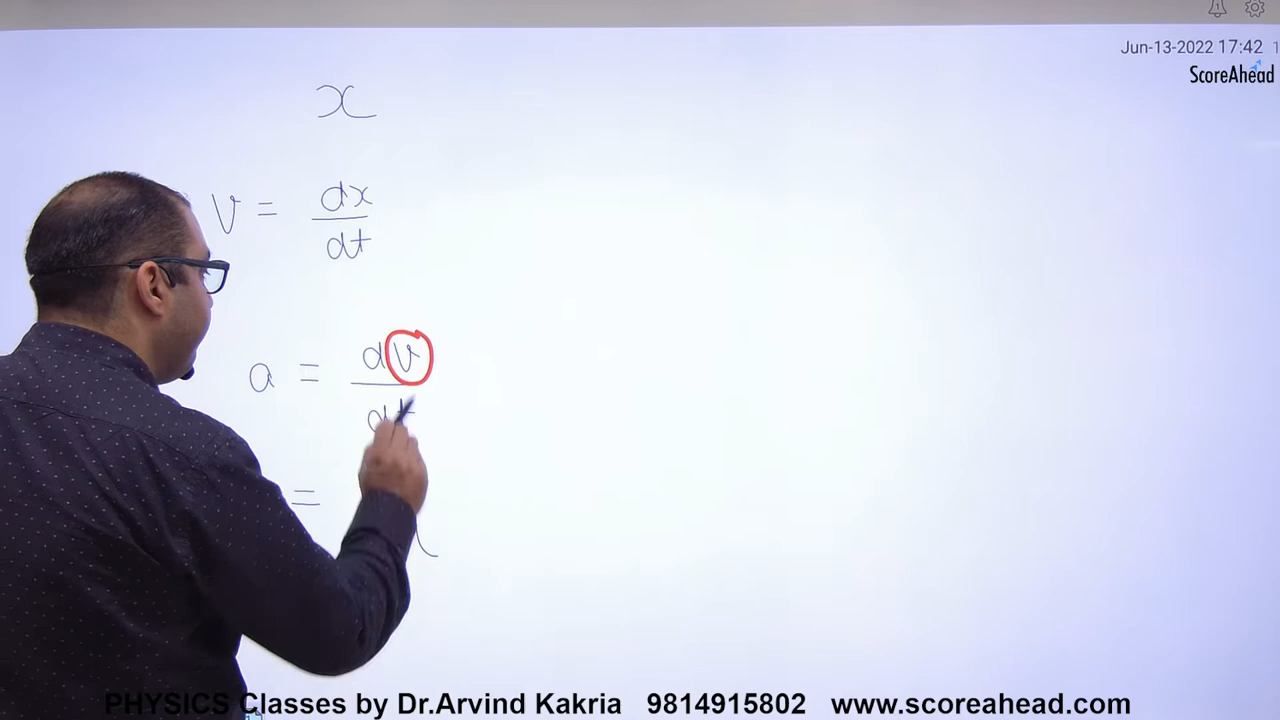 Jun-13-2022 17:42
ScoreAhead
x
v = dx
dt
a = dv
dt
=
PHYSICS Classes by Dr.Arvind Kakria 9814915802 www.scoreahead.com